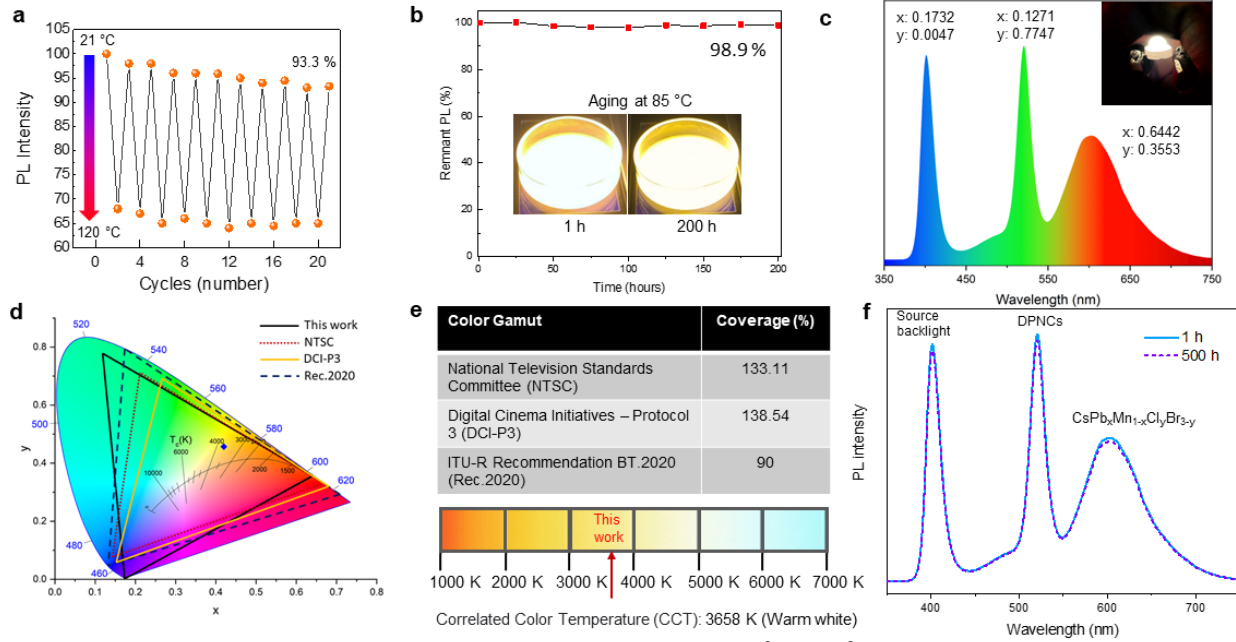 a
105
100
95
90
85
80
75
70
65
60
PL Intensity
21 °C
120 °C
93.3 %
0
4
8
12
16
20
Cycles (number)
b
100
80
60
40
20
0
Remnant PL (%)
98.9 %
Aging at 85 °C
1 h
200 h
0
50
100
150
200
Time (hours)
c
x: 0.1732
y: 0.0047
x: 0.1271
y: 0.7747
x: 0.6442
y: 0.3553
350
450
550
650
750
Wavelength (nm)
d
This work
NTSC
DCI-P3
Rec.2020
520
540
560
580
600
620
500
480
460
Tc(K)
10000
6000
4000
3000
2000
1500
0.8
0.6
0.4
0.2
0.0
y
0.0
0.1
0.2
0.3
0.4
0.5
0.6
0.7
0.8
x
e
Color Gamut Coverage (%)
National Television Standards 133.11
Committee (NTSC)
Digital Cinema Initiatives – Protocol 138.54
3 (DCI-P3)
ITU-R Recommendation BT.2020 90
(Rec.2020)
This
work
1000 K 2000 K 3000 K 4000 K 5000 K 6000 K 7000 K
Correlated Color Temperature (CCT): 3658 K (Warm white)
f
Source
backlight
DPNCs
1 h
500 h
CsPbxMn1-xClyBr3-y
PL Intensity
400
500
600
700
Wavelength (nm)